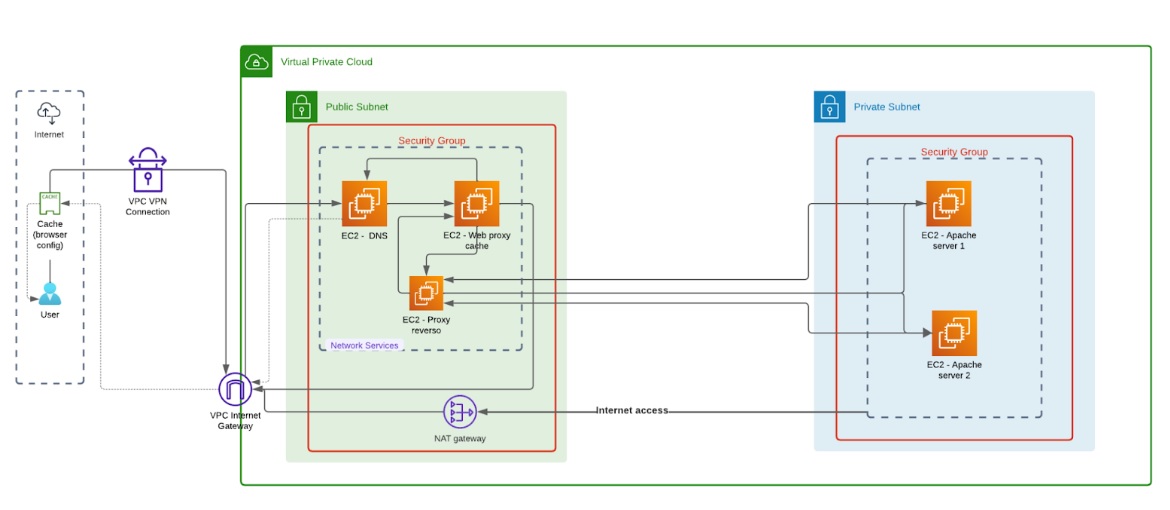 Virtual Private Cloud
Internet
CACHE
Cache
(browser
config)
User
VPC VPN
Connection
VPC Internet
Gateway
Public Subnet
Security Group
EC2 - DNS
EC2 - Web proxy
cache
EC2 - Proxy
reverso
Network Services
NAT gateway
Internet access
Private Subnet
Security Group
EC2 - Apache
server 1
EC2 - Apache
server 2